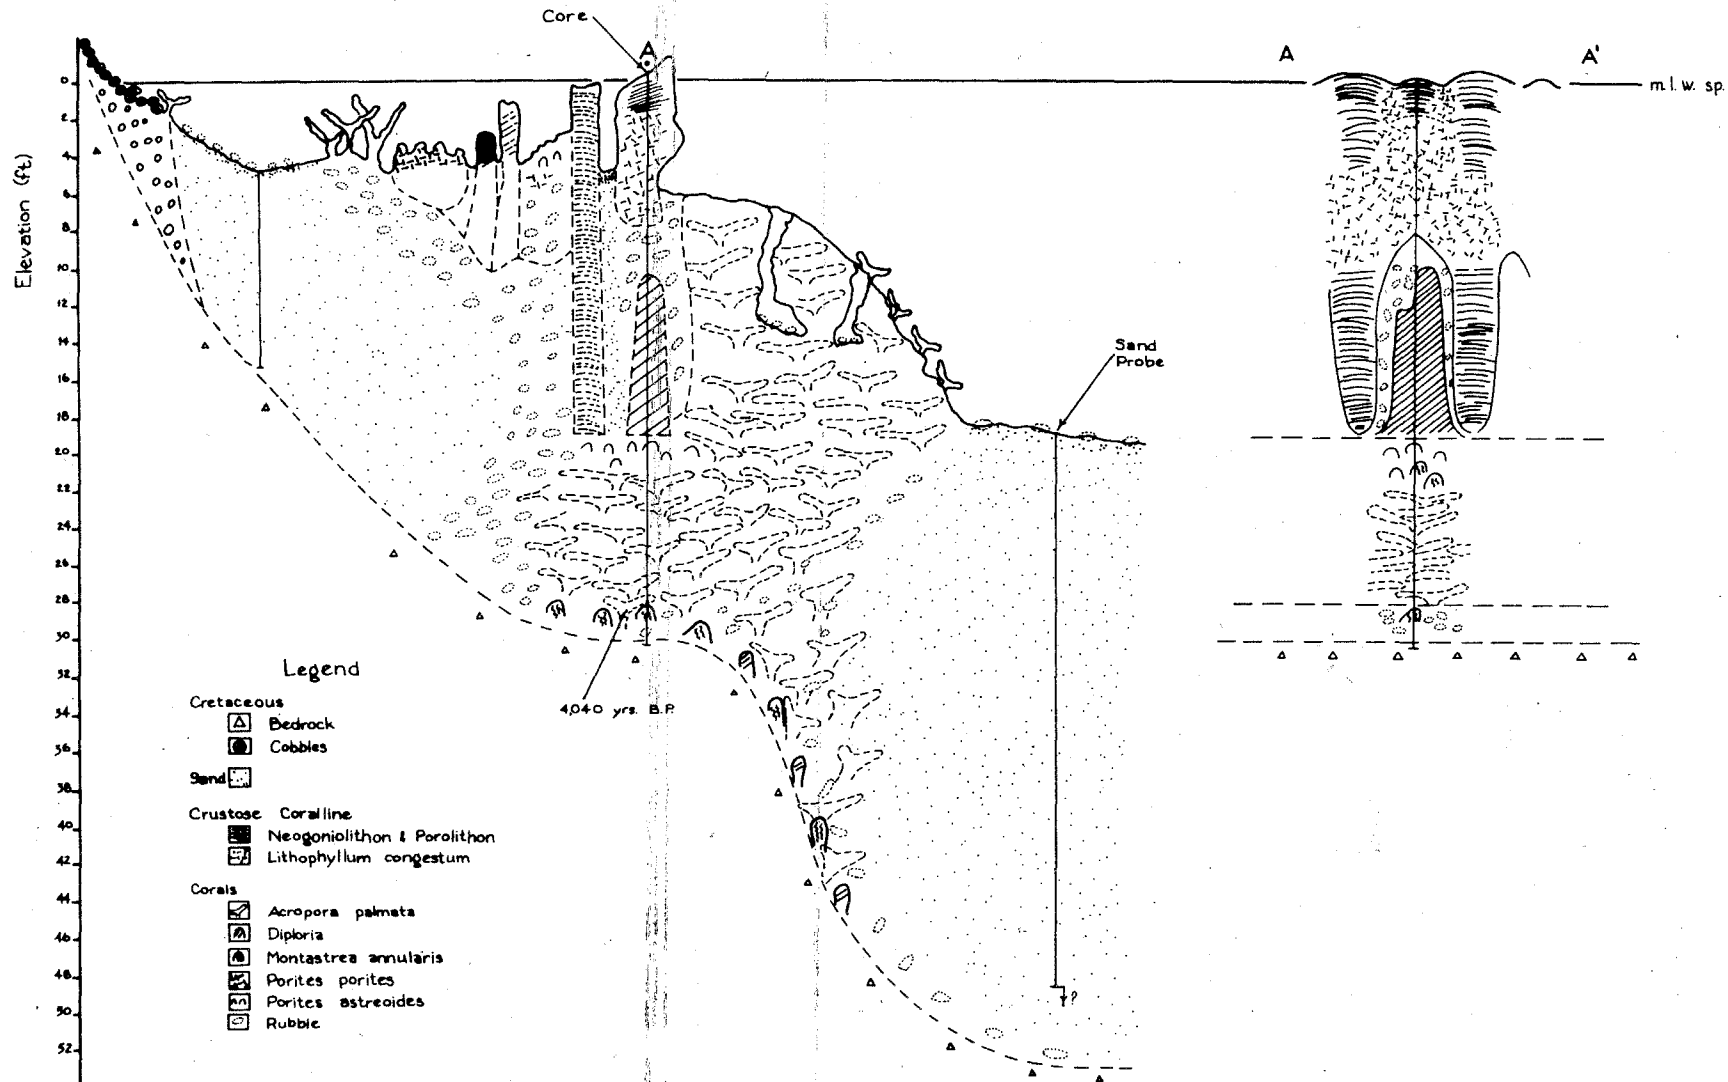 Core
A
A
A'
m.l.w. sp.
Elevation (ft)
0
2
4
6
8
10
12
14
16
18
20
22
24
26
28
30
32
34
36
38
40
42
44
46
48
50
52
Sand
Probe
4,040 yrs. B.P.
?
Legend
Cretaceous
Bedrock
Cobbles
Sand
Crustose Coralline
Neogoniolithon & Porolithon
Lithophyllum congestum
Corals
Acropora palmata
Diploria
Montastrea annularis
Porites porites
Porites astreoides
Rubble